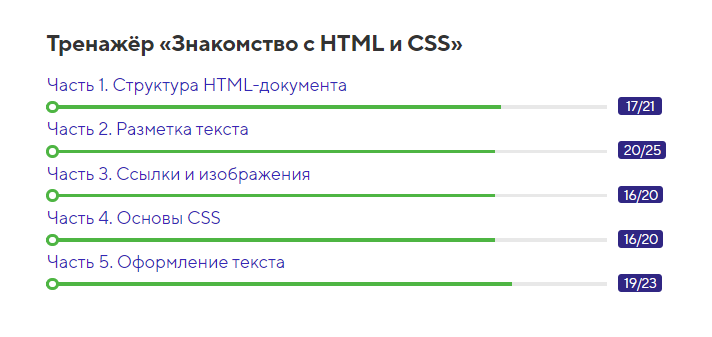 Тренажёр «Знакомство с HTML и CSS»
Часть 1. Структура HTML-документа
17/21
Часть 2. Разметка текста
20/25
Часть 3. Ссылки и изображения
16/20
Часть 4. Основы CSS
16/20
Часть 5. Оформление текста
19/23